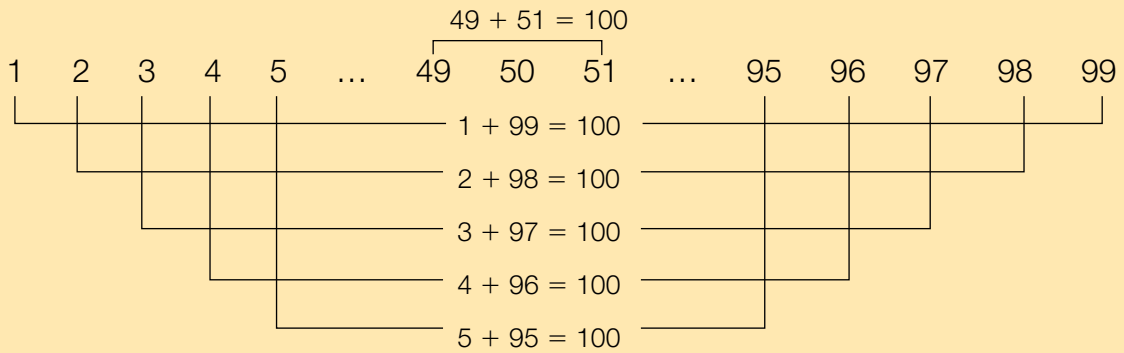 49 + 51 = 100
1 2 3 4 5 ... 49 50 51 ... 95 96 97 98 99
1 + 99 = 100
2 + 98 = 100
3 + 97 = 100
4 + 96 = 100
5 + 95 = 100